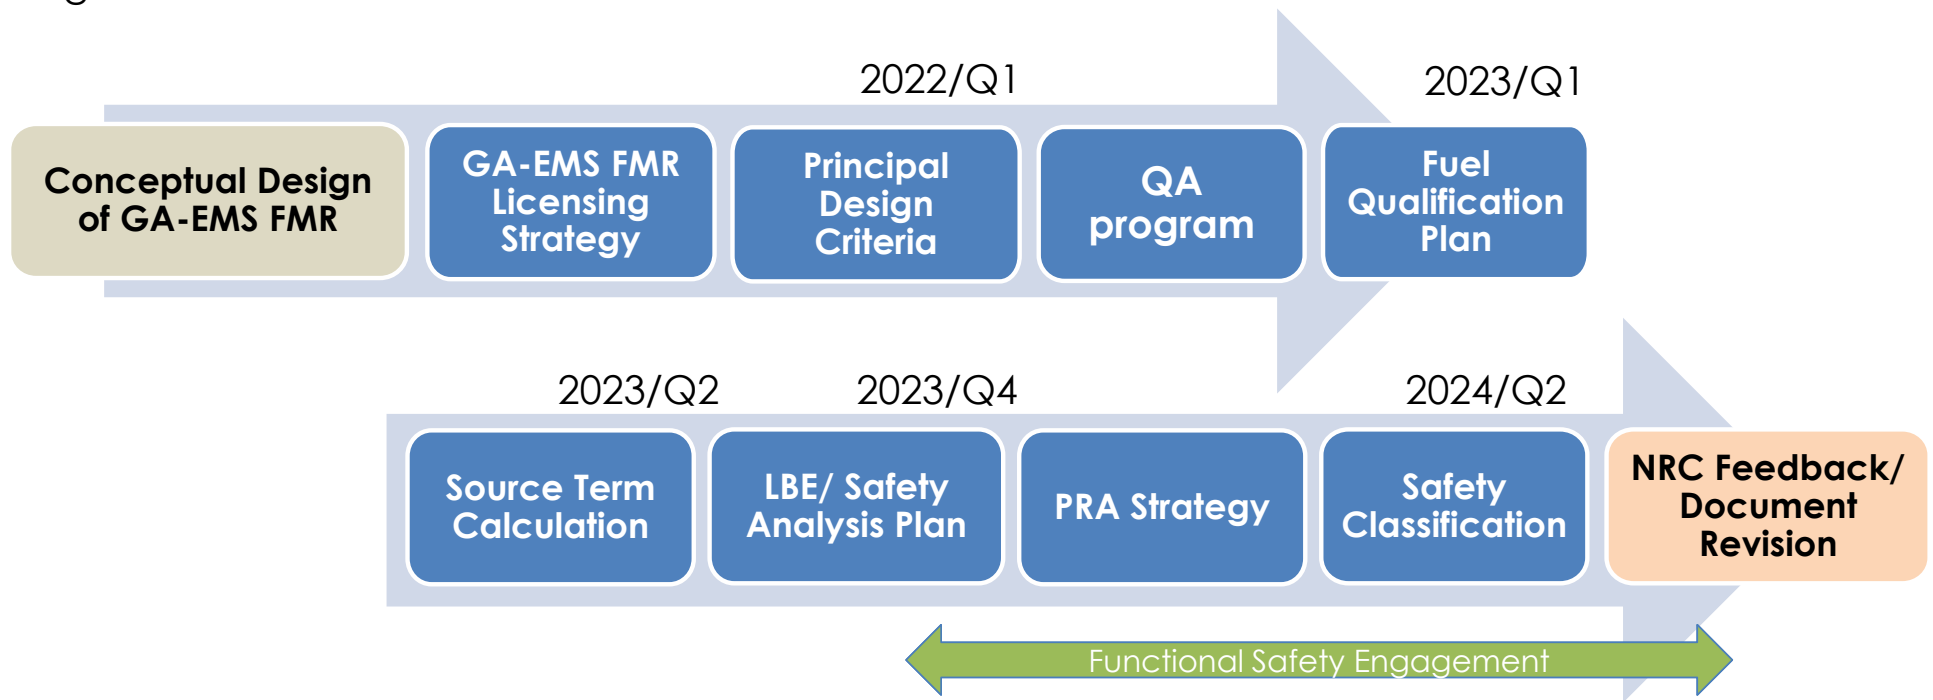 2022/Q1
2023/Q1
Conceptual Design
of GA-EMS FMR
GA-EMS FMR
Licensing
Strategy
Principal
Design
Criteria
QA
program
Fuel
Qualification
Plan
2023/Q2
2023/Q4
2024/Q2
Source Term
Calculation
LBE/ Safety
Analysis Plan
PRA Strategy
Safety
Classification
NRC Feedback/
Document
Revision
Functional Safety Engagement